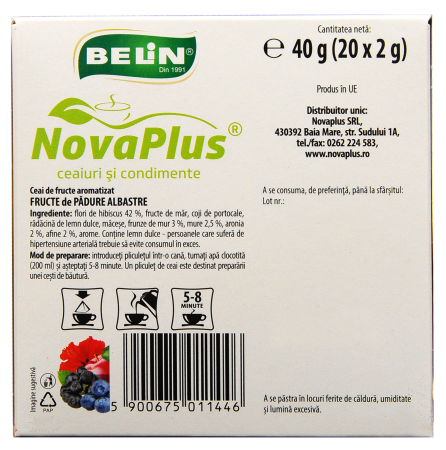 BELiN®
Din 1991
NovaPlus®
ceaiuri și condimente
Ceai de fructe aromatizat
FRUCTE de PĂDURE ALBASTRE
Ingrediente: flori de hibiscus 42 %, fructe de măr, coji de portocale,
rădăcină de lemn dulce, măceșe, frunze de mur 3 %, mure 2,5 %, aronia
2 %, afine 2 %, arome. Conține lemn dulce - persoanele care suferă de
hipertensiune arterială trebuie să evite consumul în exces.
Mod de preparare: introduceți pliculețul într-o cană, turnați apă clocotită
(200 ml) și așteptați 5-8 minute. Un pliculeț de ceai este destinat preparării
unei cești de băutură.
5-8
MINUTE
Imagine sugestivă
PAP
5 900675 011446
Cantitatea netă:
℮ 40 g (20 x 2 g)
Produs în UE
Distribuitor unic:
Novaplus SRL,
430392 Baia Mare, str. Sudului 1A,
tel./fax: 0262 224 583,
www.novaplus.ro
A se consuma, de preferință, până la sfârșitul:
Lot nr.:
A se păstra în locuri ferite de căldură, umiditate
și lumină excesivă.